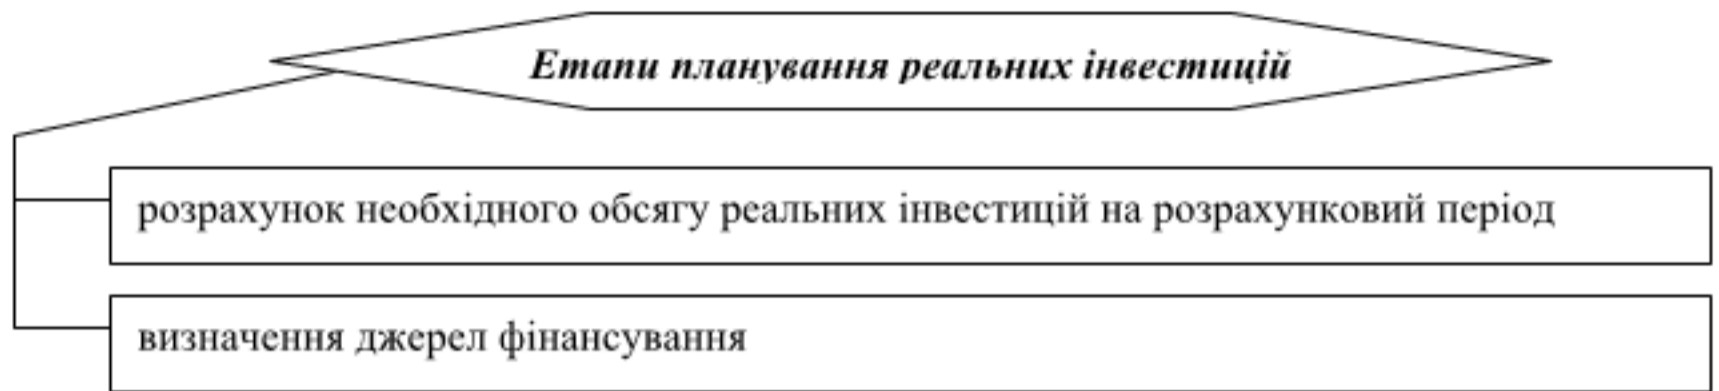 Етапи планування реальних інвестицій
розрахунок необхідного обсягу реальних інвестицій на розрахунковий період
визначення джерел фінансування